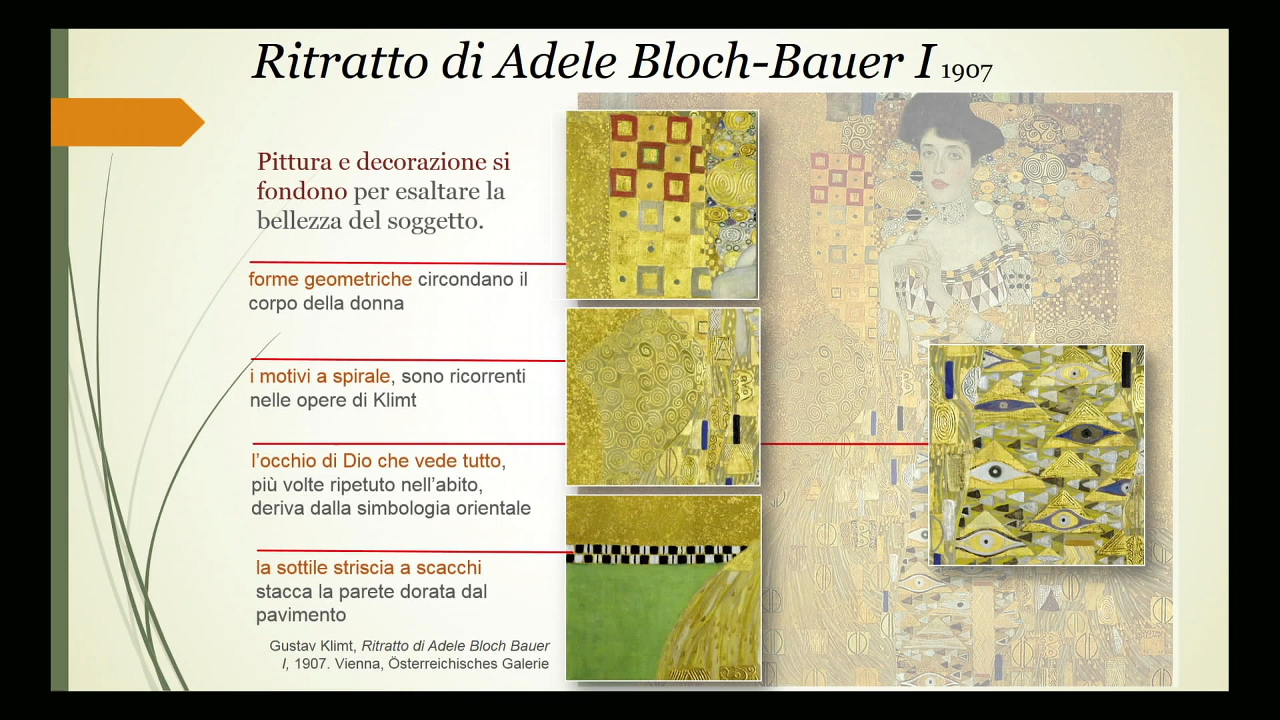 Ritratto di Adele Bloch-Bauer I 1907
Pittura e decorazione si
fondono per esaltare la
bellezza del soggetto.
forme geometriche circondano il
corpo della donna
i motivi a spirale, sono ricorrenti
nelle opere di Klimt
l'occhio di Dio che vede tutto,
più volte ripetuto nell'abito,
deriva dalla simbologia orientale
la sottile striscia a scacchi
stacca la parete dorata dal
pavimento
Gustav Klimt, Ritratto di Adele Bloch Bauer
I, 1907. Vienna, Österreichisches Galerie